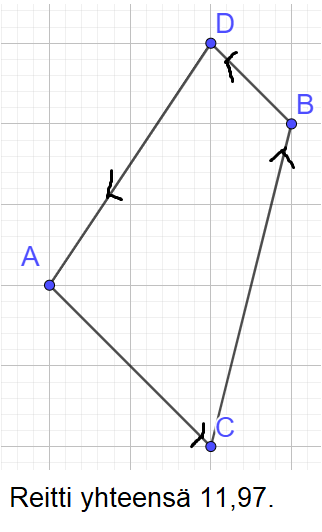 D
B
A
C
Reitti yhteensä 11,97.